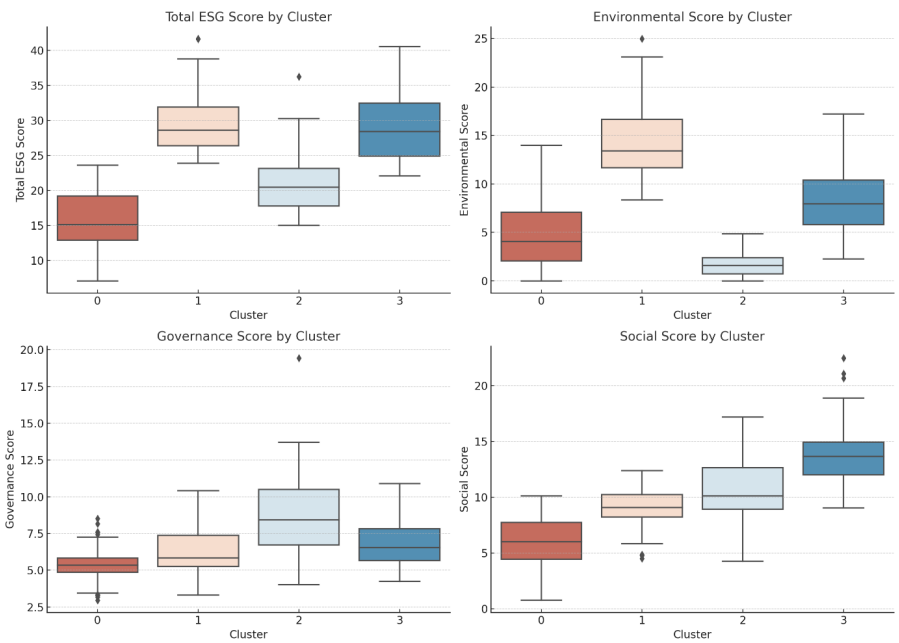 Total ESG Score by Cluster
Total ESG Score
40
35
30
25
20
15
10
0 1 2 3
Cluster
Environmental Score by Cluster
Environmental Score
25
20
15
10
5
0
0 1 2 3
Cluster
Governance Score by Cluster
Governance Score
20.0
17.5
15.0
12.5
10.0
7.5
5.0
2.5
0 1 2 3
Cluster
Social Score by Cluster
Social Score
20
15
10
5
0
0 1 2 3
Cluster